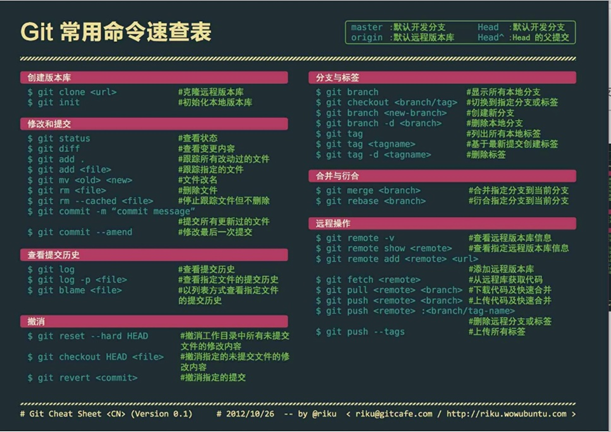 Git 常用命令速查表
master :默认开发分支 Head :默认开发分支
origin :默认远程版本库 Head^ :Head 的父提交
创建版本库
$ git clone <url> #克隆远程版本库
$ git init #初始化本地版本库
修改和提交
$ git status #查看状态
$ git diff #查看变更内容
$ git add . #跟踪所有改动过的文件
$ git add <file> #跟踪指定的文件
$ git mv <old> <new> #文件改名
$ git rm <file> #删除文件
$ git rm --cached <file> #停止跟踪文件但不删除
$ git commit -m "commit message"
#提交所有更新过的文件
$ git commit --amend #修改最后一次提交
查看提交历史
$ git log #查看提交历史
$ git log -p <file> #查看指定文件的提交历史
$ git blame <file> #以列表方式查看指定文件
的提交历史
撤消
$ git reset --hard HEAD #撤消工作目录中所有未提交
文件的修改内容
$ git checkout HEAD <file> #撤消指定的未提交文件的修
改内容
$ git revert <commit> #撤消指定的提交
分支与标签
$ git branch #显示所有本地分支
$ git checkout <branch/tag> #切换到指定分支或标签
$ git branch <new-branch> #创建新分支
$ git branch -d <branch> #删除本地分支
$ git tag #列出所有本地标签
$ git tag <tagname> #基于最新提交创建标签
$ git tag -d <tagname> #删除标签
合并与衍合
$ git merge <branch> #合并指定分支到当前分支
$ git rebase <branch> #衍合指定分支到当前分支
远程操作
$ git remote -v #查看远程版本库信息
$ git remote show <remote> #查看指定远程版本库信息
$ git remote add <remote> <url>
#添加远程版本库
$ git fetch <remote> #从远程库获取代码
$ git pull <remote> <branch> #下载代码及快速合并
$ git push <remote> <branch> #上传代码及快速合并
$ git push <remote> :<branch/tag-name>
#删除远程分支或标签
$ git push --tags #上传所有标签
# Git Cheat Sheet <CN> (Version 0.1) # 2012/10/26 -- by @riku < riku@gitcafe.com / http://riku.wowubuntu.com >